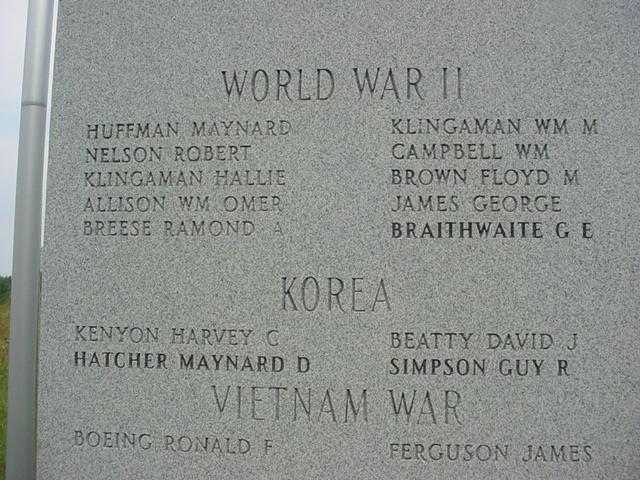 WORLD WAR II
HUFFMAN MAYNARD
NELSON ROBERT
KLINGAMAN HALLIE
ALLISON WM OMER
BREESE RAMOND A
KLINGAMAN WM M
CAMPBELL WM
BROWN FLOYD M
JAMES GEORGE
BRAITHWAITE G E
KOREA
KENYON HARVEY C
HATCHER MAYNARD D
BEATTY DAVID J
SIMPSON GUY R
VIETNAM WAR
BOEING RONALD F
FERGUSON JAMES